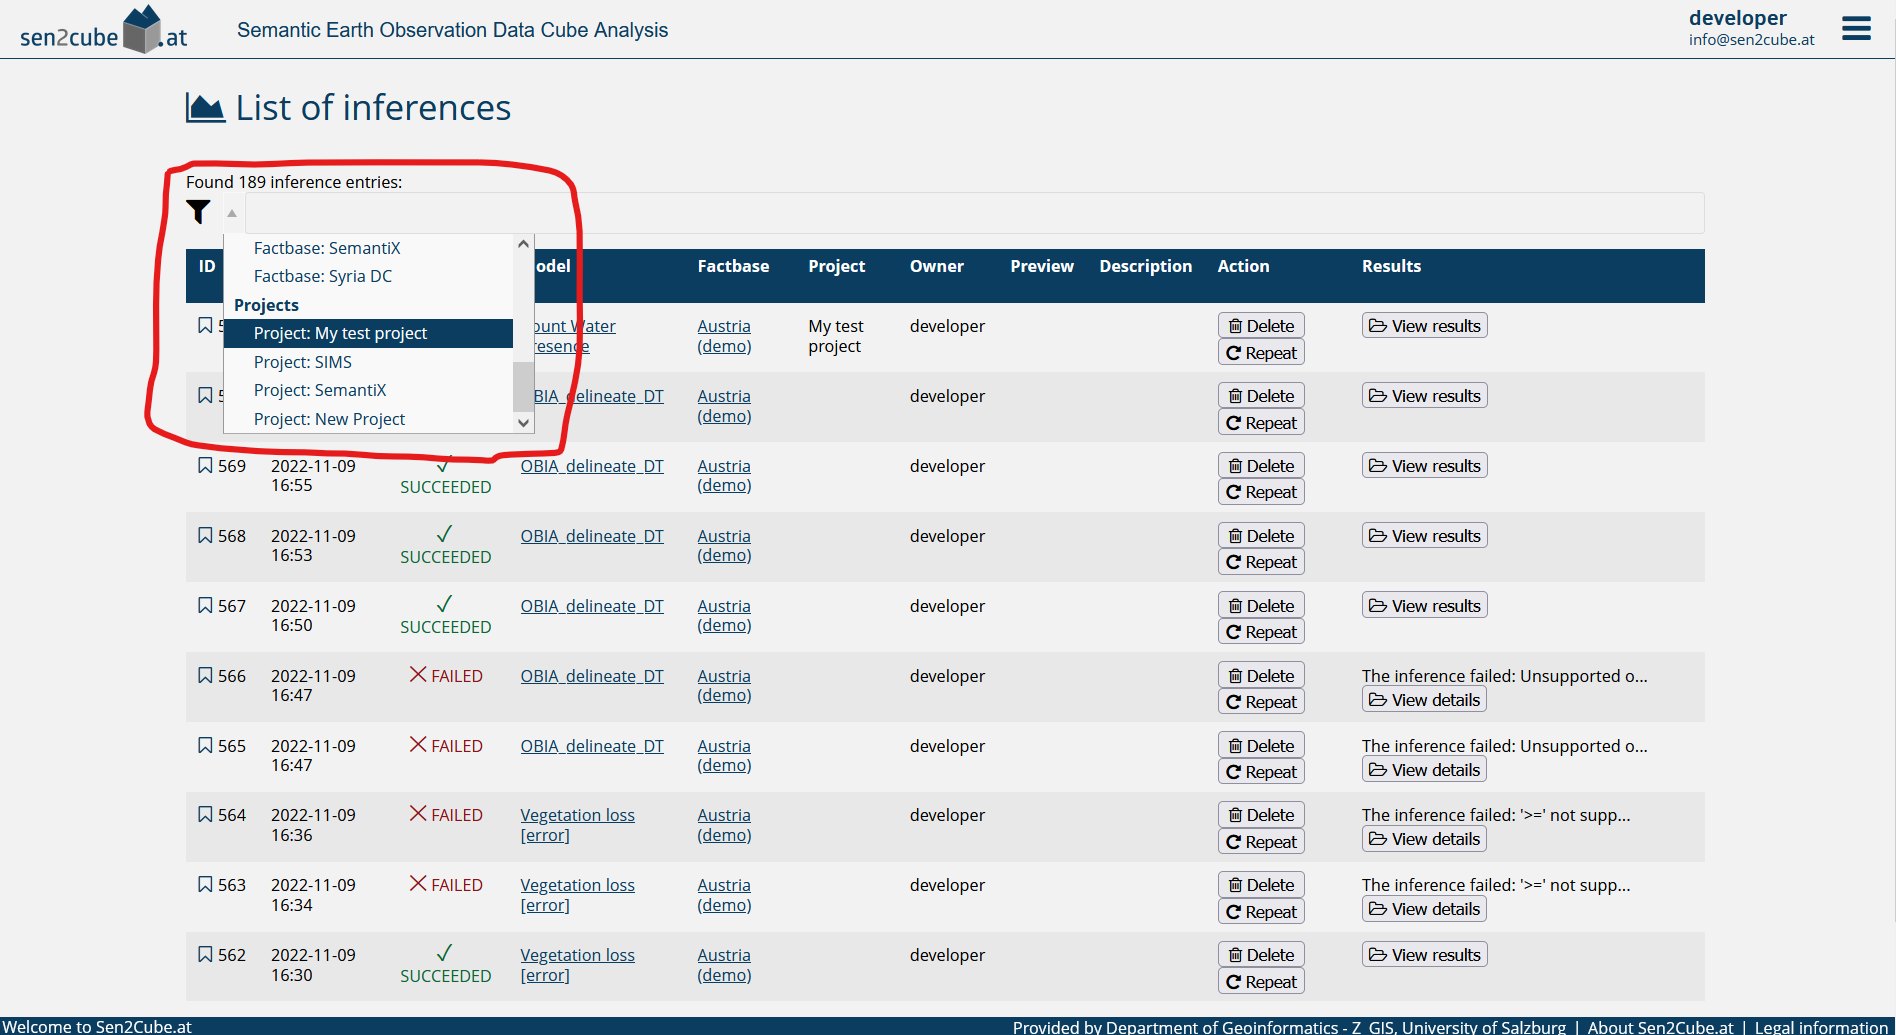 sen2cube.at
Semantic Earth Observation Data Cube Analysis
developer
info@sen2cube.at
List of inferences
Found 189 inference entries:
Factbase: SemantiX
Factbase: Syria DC
Projects
Project: My test project
Project: SIMS
Project: SemantiX
Project: New Project
ID odel Factbase Project Owner Preview Description Action Results
5 ount Water Austria My test developer Delete View results
resence (demo) project Repeat
5 BIA_delineate_DT Austria developer Delete View results
(demo) Repeat
569 2022-11-09 OBIA_delineate_DT Austria developer Delete View results
16:55 SUCCEEDED (demo) Repeat
568 2022-11-09 OBIA_delineate_DT Austria developer Delete View results
16:53 SUCCEEDED (demo) Repeat
567 2022-11-09 OBIA_delineate_DT Austria developer Delete View results
16:50 SUCCEEDED (demo) Repeat
566 2022-11-09 FAILED OBIA_delineate_DT Austria developer Delete The inference failed: Unsupported o...
16:47 (demo) Repeat View details
565 2022-11-09 FAILED OBIA_delineate_DT Austria developer Delete The inference failed: Unsupported o...
16:47 (demo) Repeat View details
564 2022-11-09 FAILED Vegetation loss Austria developer Delete The inference failed: '>=' not supp...
16:36 [error] (demo) Repeat View details
563 2022-11-09 FAILED Vegetation loss Austria developer Delete The inference failed: '>=' not supp...
16:34 [error] (demo) Repeat View details
562 2022-11-09 Vegetation loss Austria developer Delete View results
16:30 SUCCEEDED [error] (demo) Repeat
Welcome to Sen2Cube.at Provided by Department of Geoinformatics - Z_GIS, University of Salzburg | About Sen2Cube.at | Legal information